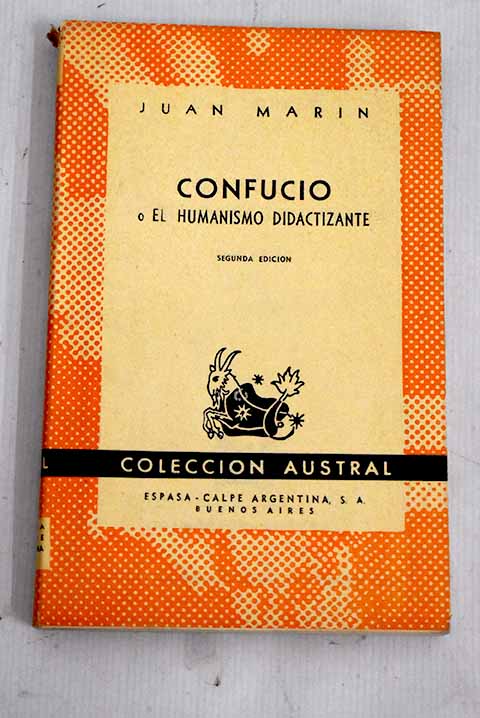 JUAN MARIN
CONFUCIO
o EL HUMANISMO DIDACTIZANTE
SEGUNDA EDICION
COLECCION AUSTRAL
ESPASA-CALPE ARGENTINA, S. A.
BUENOS AIRES